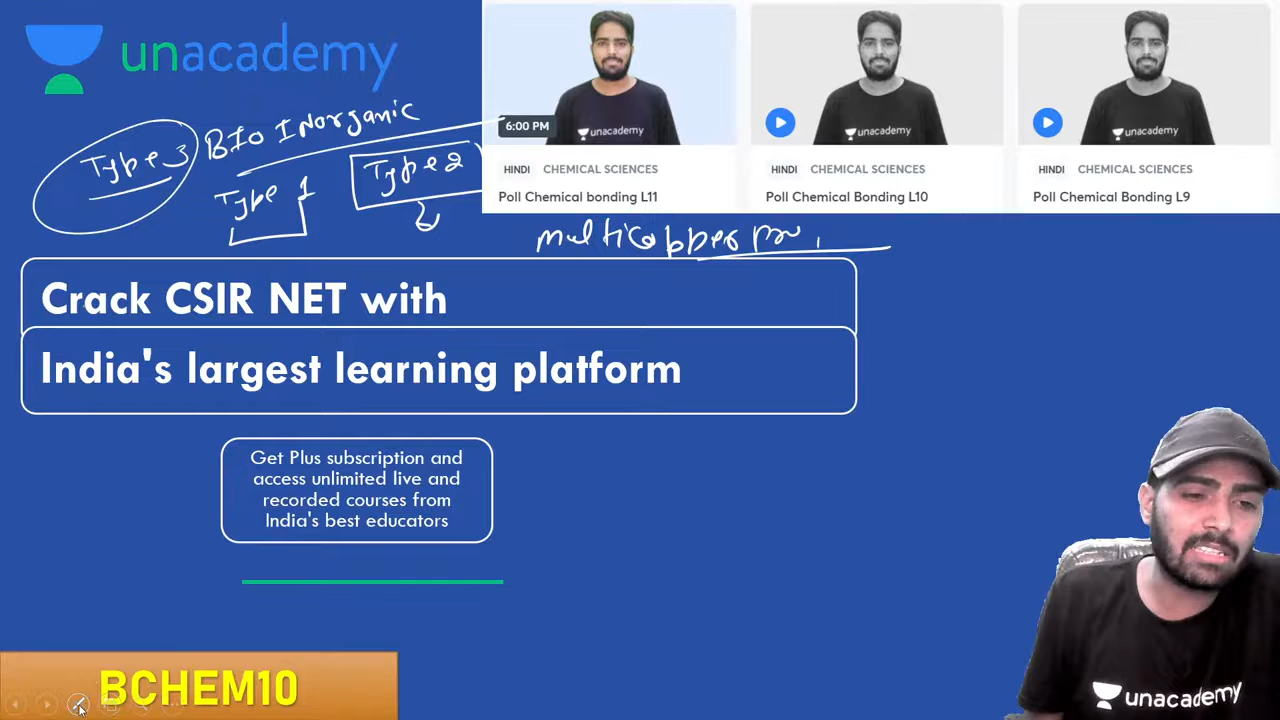 unacademy
BIO INorganic
Type 3
Type 1
Type 2
multicopper pro
unacademy
6:00 PM
HINDI CHEMICAL SCIENCES
Poll Chemical bonding L11
unacademy
HINDI CHEMICAL SCIENCES
Poll Chemical Bonding L10
unacademy
HINDI CHEMICAL SCIENCES
Poll Chemical Bonding L9
Crack CSIR NET with
India's largest learning platform
Get Plus subscription and
access unlimited live and
recorded courses from
India's best educators
BCHEM10
unacademy